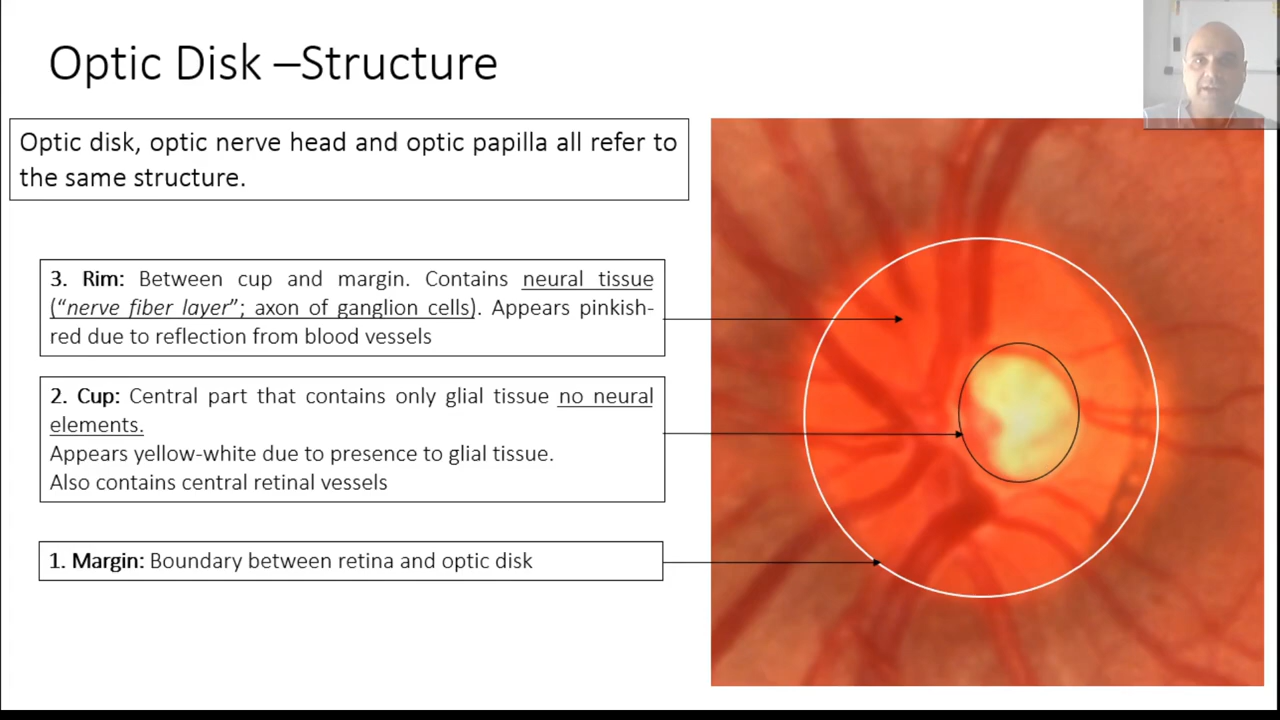 Optic Disk –Structure
Optic disk, optic nerve head and optic papilla all refer to
the same structure.
3. Rim: Between cup and margin. Contains neural tissue
(“nerve fiber layer”; axon of ganglion cells). Appears pinkish-
red due to reflection from blood vessels
2. Cup: Central part that contains only glial tissue no neural
elements.
Appears yellow-white due to presence to glial tissue.
Also contains central retinal vessels
1. Margin: Boundary between retina and optic disk